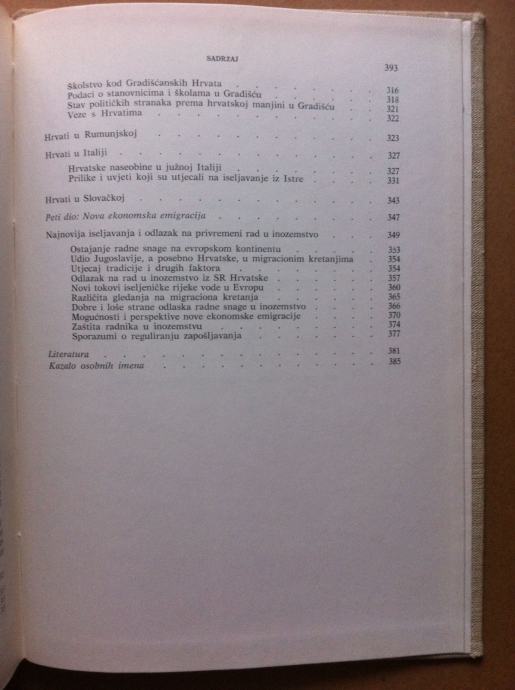 SADRŽAJ
393
Školstvo kod Gradišćanskih Hrvata . . . . . . . . 316
Podaci o stanovnicima i školama u Gradišću . . . . . . 318
Stav političkih stranaka prema hrvatskoj manjini u Gradišću . . 321
Veze s Hrvatima . . . . . . . . . . . 322
Hrvati u Rumunjskoj . . . . . . . . . . . 323
Hrvati u Italiji . . . . . . . . . . . . . 327
Hrvatske naseobine u južnoj Italiji . . . . . . . . 327
Prilike i uvjeti koji su utjecali na iseljavanje iz Istre . . . . 331
Hrvati u Slovačkoj . . . . . . . . . . . . 343
Peti dio: Nova ekonomska emigracija . . . . . . . . 347
Najnovija iseljavanja i odlazak na privremeni rad u inozemstvo . . . 349
Ostajanje radne snage na evropskom kontinentu . . . . . 353
Udio Jugoslavije, a posebno Hrvatske, u migracionim kretanjima . 354
Utjecaj tradicije i drugih faktora . . . . . . . . 354
Odlazak na rad u inozemstvo iz SR Hrvatske . . . . . 357
Novi tokovi iseljeničke rijeke vode u Evropu . . . . . . 360
Različita gledanja na migraciona kretanja . . . . . . 365
Dobre i loše strane odlaska radne snage u inozemstvo . . . . 366
Mogućnosti i perspektive nove ekonomske emigracije . . . . 370
Zaštita radnika u inozemstvu . . . . . . . . . 374
Sporazumi o reguliranju zapošljavanja . . . . . . . 377
Literatura . . . . . . . . . . . . . . 381
Kazalo osobnih imena . . . . . . . . . . . 385